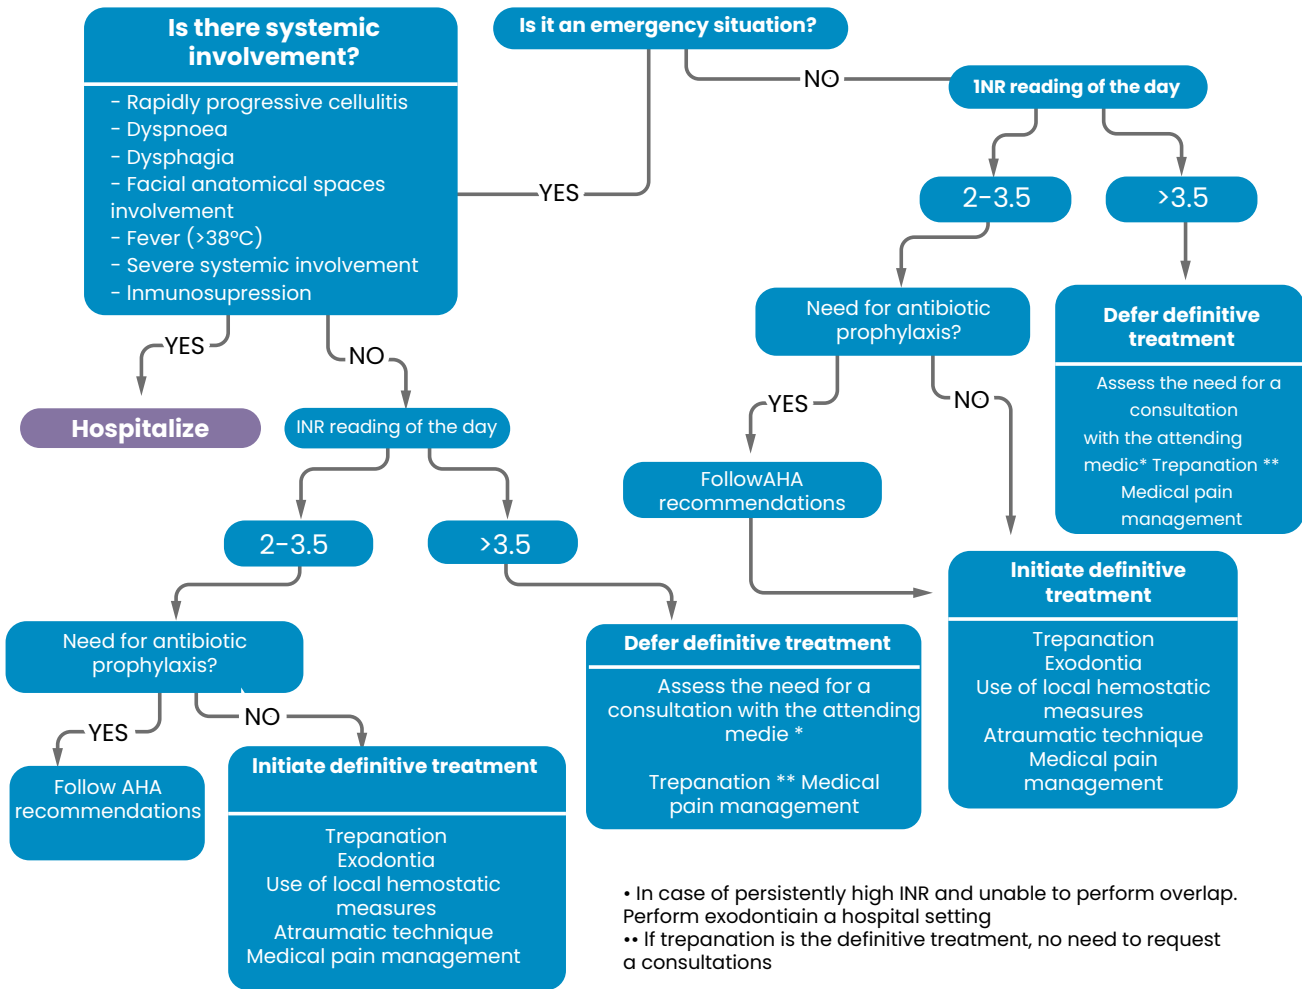 Is there systemic
involvement?
- Rapidly progressive cellulitis
- Dyspnoea
- Dysphagia
- Facial anatomical spaces
involvement
- Fever (>38°C)
- Severe systemic involvement
- Inmunosupression
Is it an emergency situation?
YES
NO
INR reading of the day
2-3.5
>3.5
Need for antibiotic
prophylaxis?
Defer definitive
treatment
Assess the need for a
consultation
with the attending
medic* Trepanation **
Medical pain
management
YES
NO
FollowAHA
recommendations
Initiate definitive
treatment
Trepanation
Exodontia
Use of local hemostatic
measures
Atraumatic technique
Medical pain
management
YES
NO
Hospitalize
INR reading of the day
2-3.5
>3.5
Need for antibiotic
prophylaxis?
YES
NO
Follow AHA
recommendations
Initiate definitive treatment
Trepanation
Exodontia
Use of local hemostatic
measures
Atraumatic technique
Medical pain management
Defer definitive treatment
Assess the need for a
consultation with the attending
medie *
Trepanation ** Medical
pain management
• In case of persistently high INR and unable to perform overlap.
Perform exodontiain a hospital setting
•• If trepanation is the definitive treatment, no need to request
a consultations